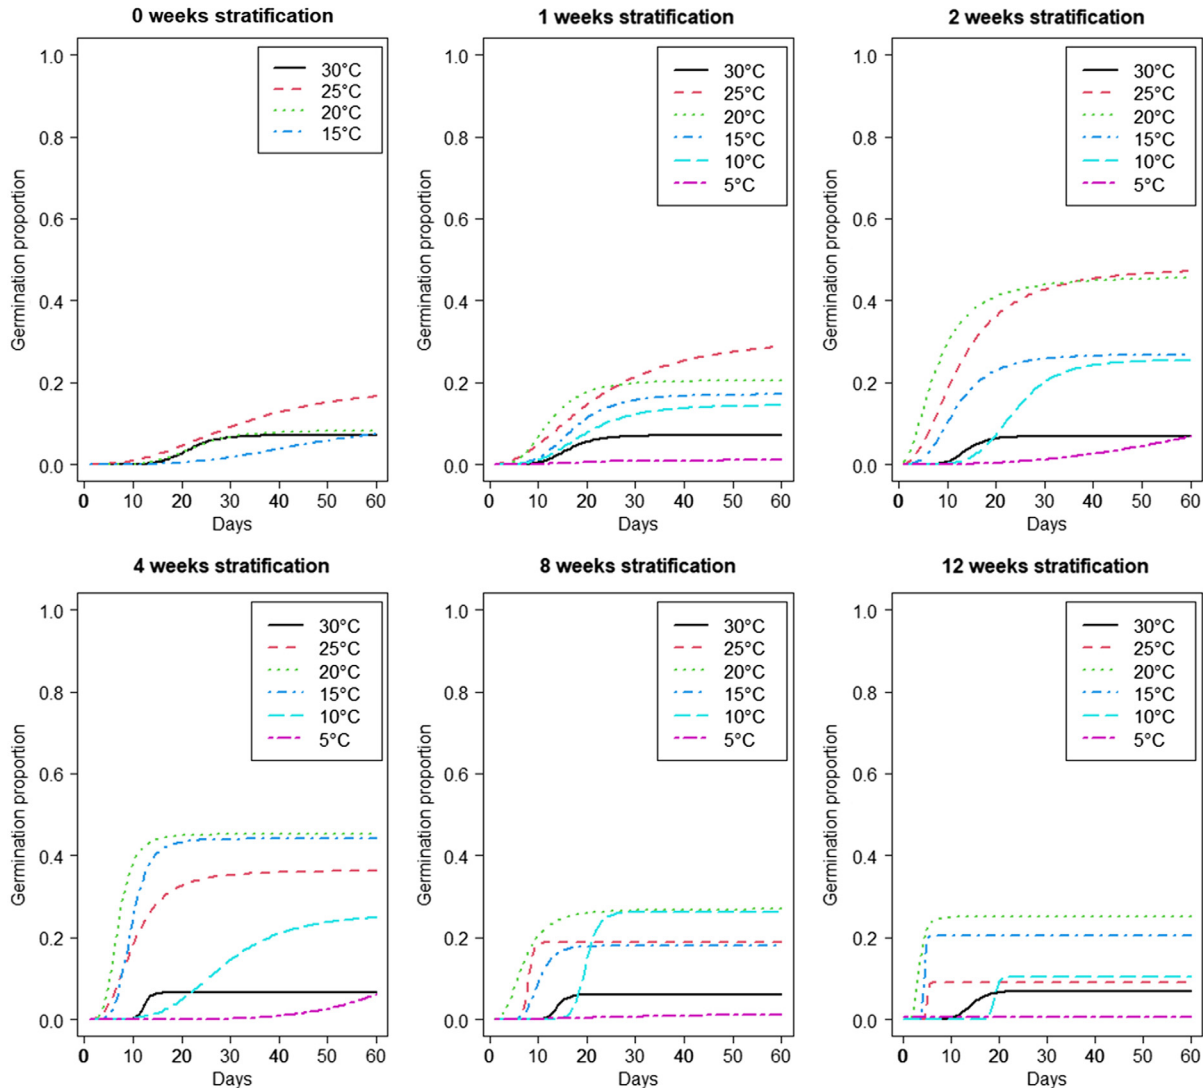 0 weeks stratification
1.0
0.8
0.6
0.4
0.2
0.0
Germination proportion
30°C
25°C
20°C
15°C
0 10 20 30 40 50 60
Days
1 weeks stratification
1.0
0.8
0.6
0.4
0.2
0.0
Germination proportion
30°C
25°C
20°C
15°C
10°C
5°C
0 10 20 30 40 50 60
Days
2 weeks stratification
1.0
0.8
0.6
0.4
0.2
0.0
Germination proportion
30°C
25°C
20°C
15°C
10°C
5°C
0 10 20 30 40 50 60
Days
4 weeks stratification
1.0
0.8
0.6
0.4
0.2
0.0
Germination proportion
30°C
25°C
20°C
15°C
10°C
5°C
0 10 20 30 40 50 60
Days
8 weeks stratification
1.0
0.8
0.6
0.4
0.2
0.0
Germination proportion
30°C
25°C
20°C
15°C
10°C
5°C
0 10 20 30 40 50 60
Days
12 weeks stratification
1.0
0.8
0.6
0.4
0.2
0.0
Germination proportion
30°C
25°C
20°C
15°C
10°C
5°C
0 10 20 30 40 50 60
Days